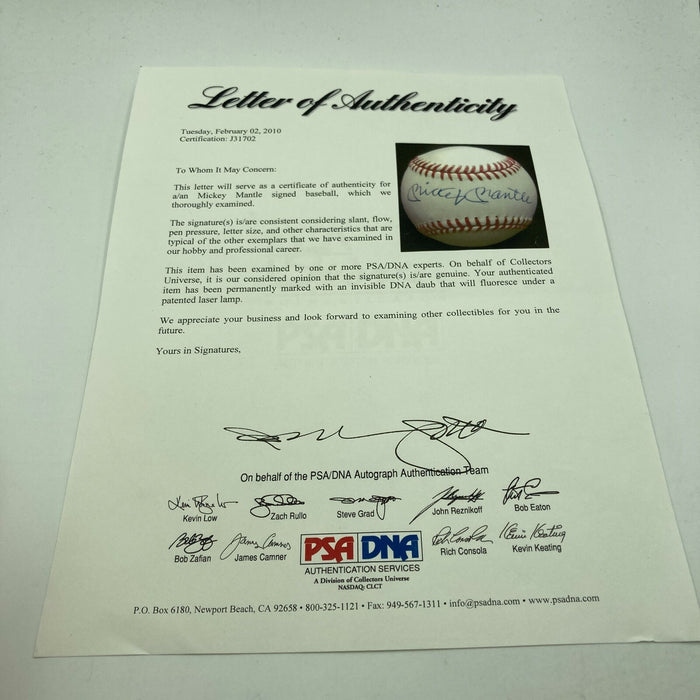 Letter of Authenticity
Tuesday, February 02, 2010
Certification: J31702
To Whom It May Concern:
This letter will serve as a certificate of authenticity for
a/an Mickey Mantle signed baseball, which we
thoroughly examined.
Mickey Mantle
The signature(s) is/are consistent considering slant, flow,
pen pressure, letter size, and other characteristics that are
typical of the other exemplars that we have examined in
our hobby and professional career.
This item has been examined by one or more PSA/DNA experts. On behalf of Collectors
Universe, it is our considered opinion that the signature(s) is/are genuine. Your authenticated
item has been permanently marked with an invisible DNA daub that will fluoresce under a
patented laser lamp.
We appreciate your business and look forward to examining other collectibles for you in the
future.
Yours in Signatures,
On behalf of the PSA/DNA Autograph Authentication Team
Kevin Low
Zach Rullo
Steve Grad
John Reznikoff
Bob Eaton
Bob Zafian
James Camner
PSA DNA
Rich Consola
Kevin Keating
AUTHENTICATION SERVICES
A Division of Collectors Universe
NASDAQ: CLCT
P.O. Box 6180, Newport Beach, CA 92658 • 800-325-1121 • Fax: 949-567-1311 • info@psadna.com • www.psadna.com